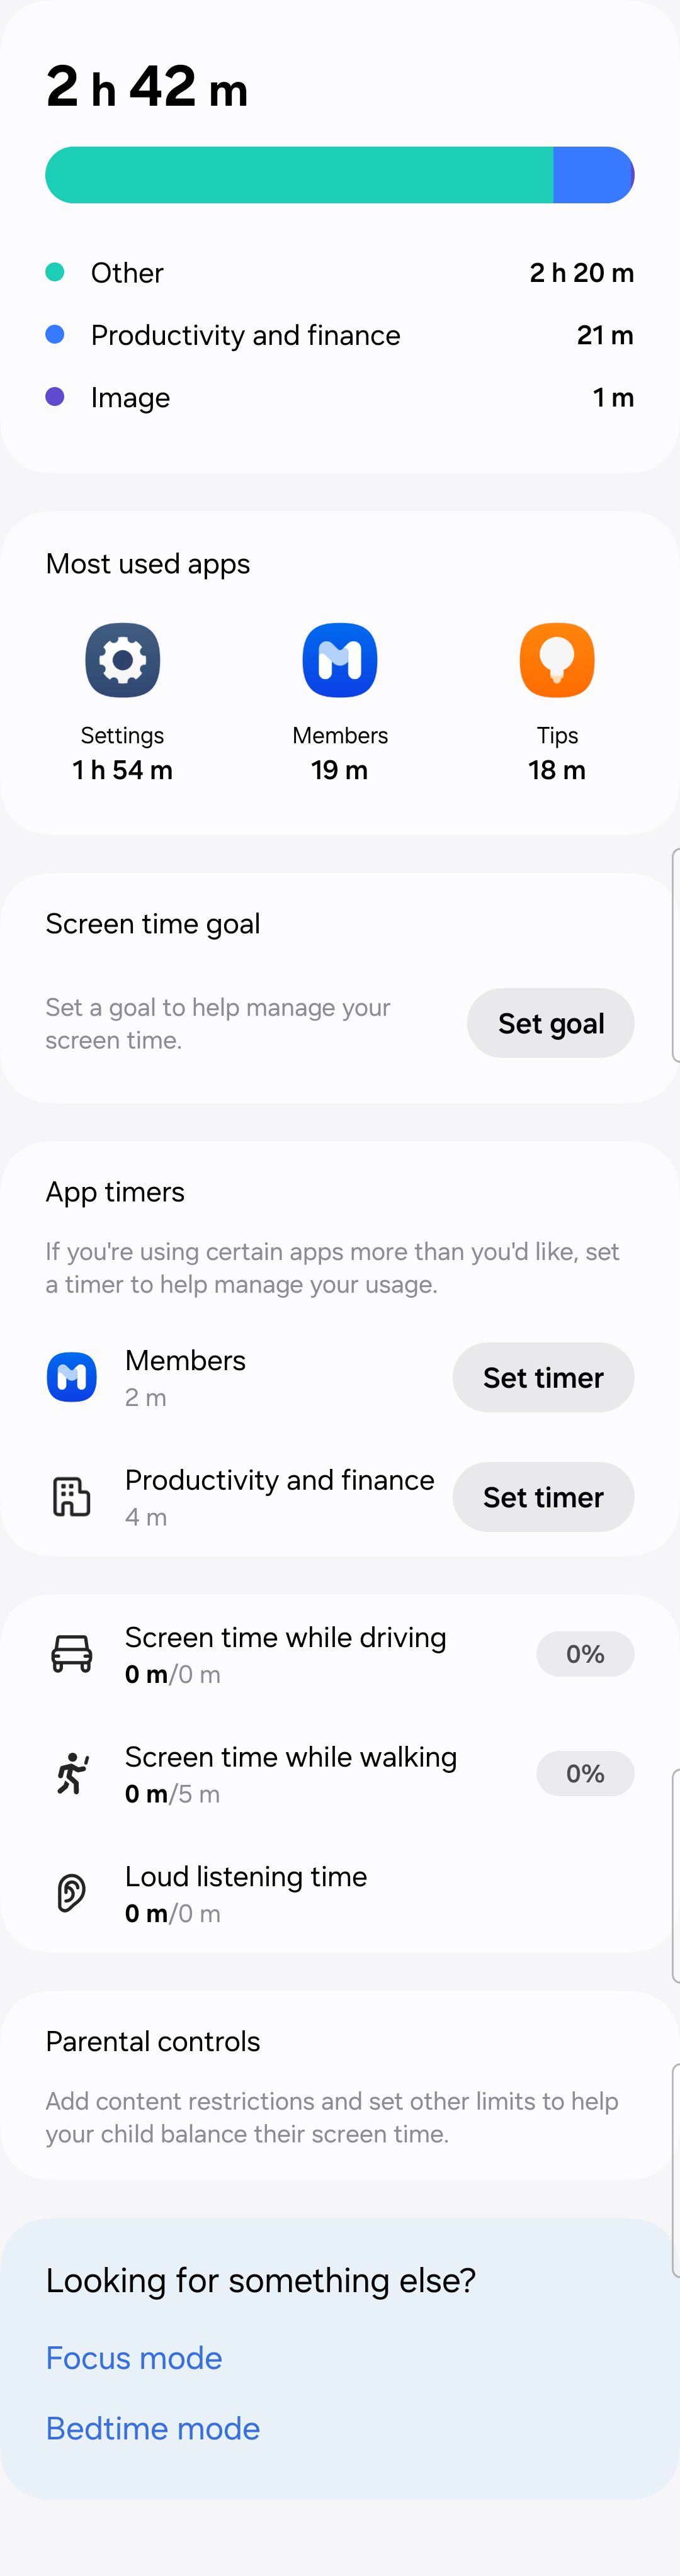 2 h 42 m
Other 2 h 20 m
Productivity and finance 21 m
Image 1 m
Most used apps
Settings Members Tips
1 h 54 m 19 m 18 m
Screen time goal
Set a goal to help manage your
screen time.
Set goal
App timers
If you're using certain apps more than you'd like, set
a timer to help manage your usage.
Members
2 m
Set timer
Productivity and finance
4 m
Set timer
Screen time while driving
0 m/0 m
0%
Screen time while walking
0 m/5 m
0%
Loud listening time
0 m/0 m
Parental controls
Add content restrictions and set other limits to help
your child balance their screen time.
Looking for something else?
Focus mode
Bedtime mode